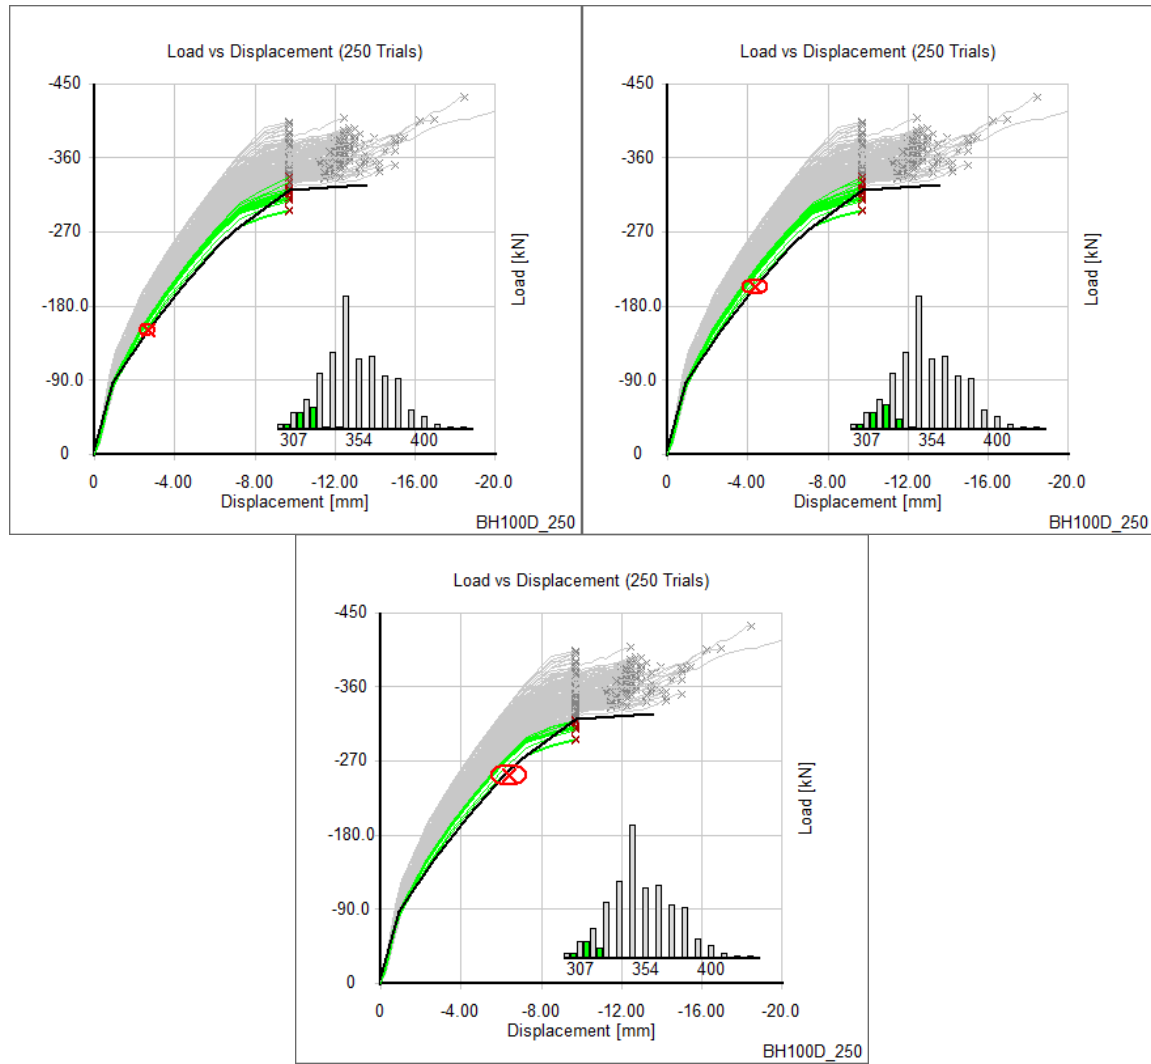 Load vs Displacement (250 Trials)
-450
-360
-270
-180.0
-90.0
0
Load [kN]
307 354 400
0 -4.00 -8.00 -12.00 -16.00 -20.0
Displacement [mm]
BH100D_250
Load vs Displacement (250 Trials)
-450
-360
-270
-180.0
-90.0
0
Load [kN]
307 354 400
0 -4.00 -8.00 -12.00 -16.00 -20.0
Displacement [mm]
BH100D_250
Load vs Displacement (250 Trials)
-450
-360
-270
-180.0
-90.0
0
Load [kN]
307 354 400
0 -4.00 -8.00 -12.00 -16.00 -20.0
Displacement [mm]
BH100D_250